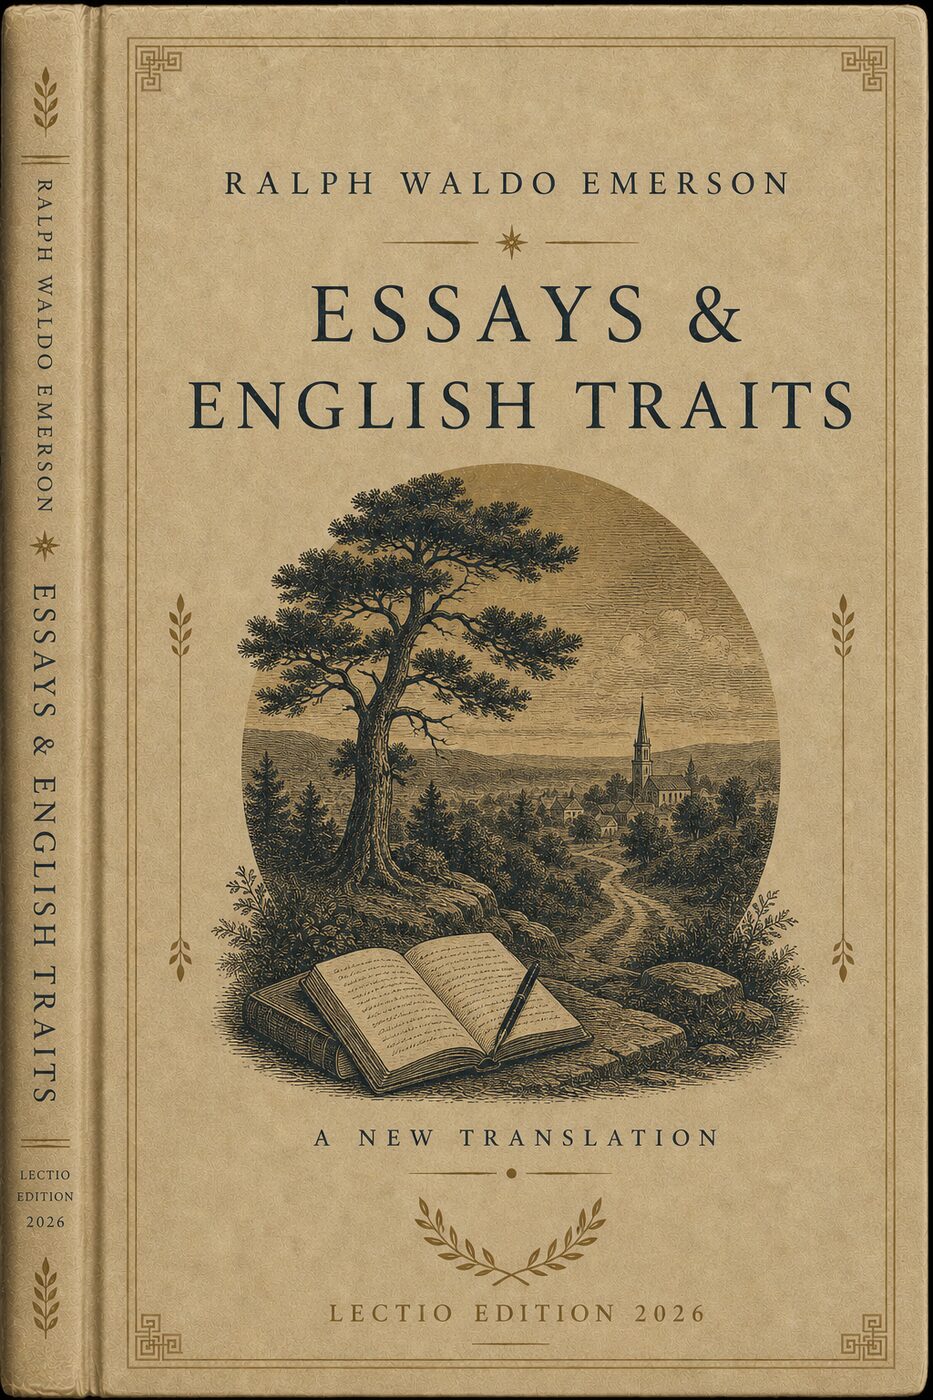 RALPH WALDO EMERSON
ESSAYS &
ENGLISH TRAITS
A NEW TRANSLATION
LECTIO EDITION 2026
RALPH WALDO EMERSON
ESSAYS & ENGLISH TRAITS
LECTIO
EDITION
2026